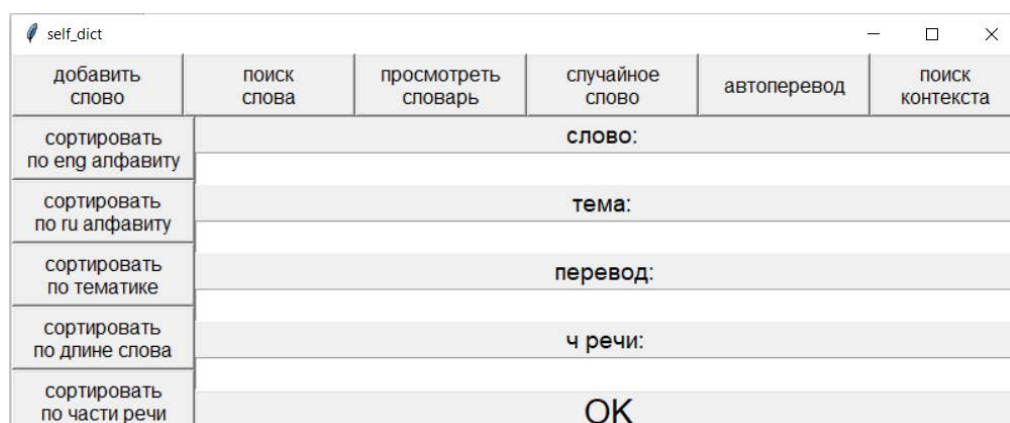 self_dict
добавить
слово
поиск
слова
просмотреть
словарь
случайное
слово
автоперевод
поиск
контекста
сортировать
по eng алфавиту
сортировать
по ru алфавиту
сортировать
по тематике
сортировать
по длине слова
сортировать
по части речи
слово:
тема:
перевод:
ч речи:
OK